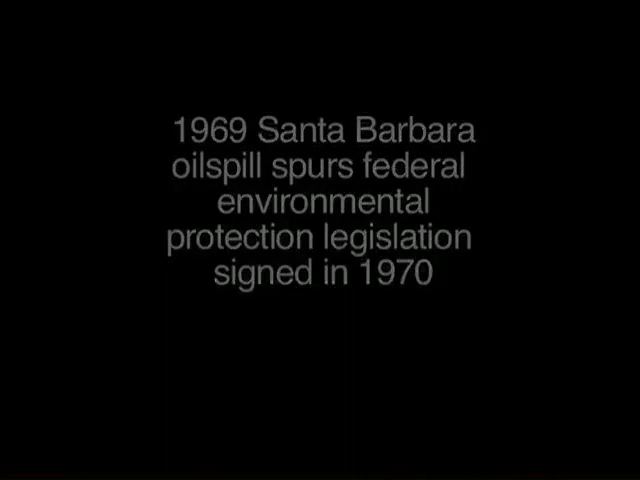 1969 Santa Barbara
oilspill spurs federal
environmental
protection legislation
signed in 1970